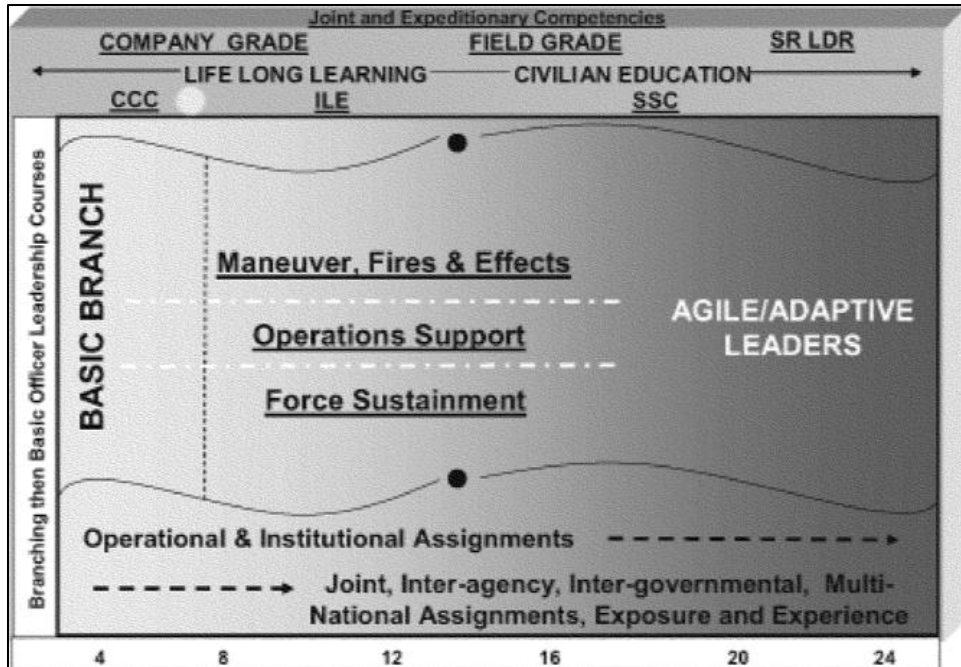 Joint and Expeditionary Competencies
COMPANY GRADE FIELD GRADE SR LDR
LIFE LONG LEARNING CIVILIAN EDUCATION
CCC ILE SSC
Branching then Basic Officer Leadership Courses
BASIC BRANCH
Maneuver, Fires & Effects
Operations Support
Force Sustainment
AGILE/ADAPTIVE
LEADERS
Operational & Institutional Assignments
Joint, Inter-agency, Inter-governmental, Multi-
National Assignments, Exposure and Experience
4 8 12 16 20 24